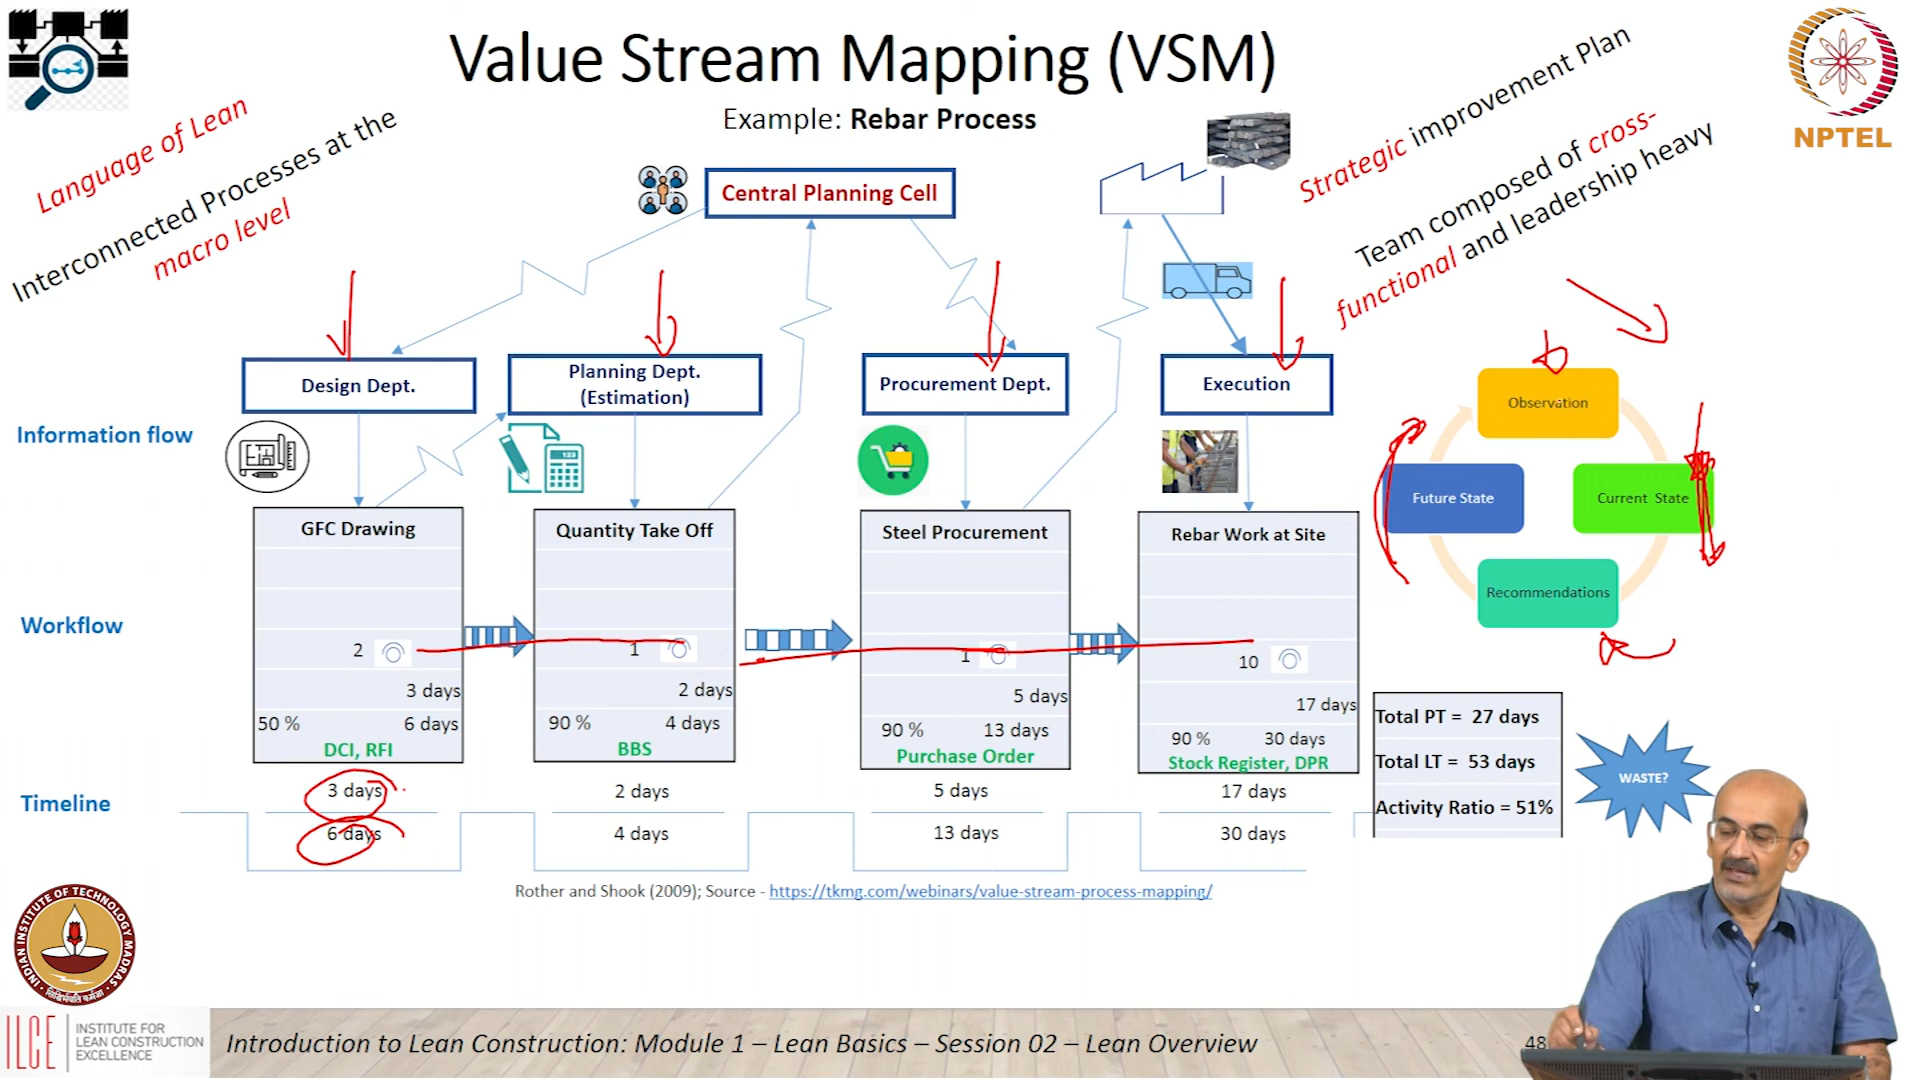 Value Stream Mapping (VSM)
Example: Rebar Process
Language of Lean
Interconnected Processes at the
macro level
Strategic improvement Plan
Team composed of cross-
functional and leadership heavy
NPTEL
Central Planning Cell
Design Dept.
Planning Dept.
(Estimation)
Procurement Dept.
Execution
Information flow
123
Observation
Future State
Current State
Recommendations
GFC Drawing
Quantity Take Off
Steel Procurement
Rebar Work at Site
Workflow
2
1
1
10
3 days
2 days
5 days
17 days
50 %
6 days
90 %
4 days
90 %
13 days
90 %
30 days
DCI, RFI
BBS
Purchase Order
Stock Register, DPR
Total PT = 27 days
Total LT = 53 days
Activity Ratio = 51%
WASTE?
Timeline
3 days
2 days
5 days
17 days
6 days
4 days
13 days
30 days
Rother and Shook (2009); Source - https://tkmg.com/webinars/value-stream-process-mapping/
INDIAN INSTITUTE OF TECHNOLOGY MADRAS
ILCE
INSTITUTE FOR
LEAN CONSTRUCTION
EXCELLENCE
Introduction to Lean Construction: Module 1 – Lean Basics – Session 02 – Lean Overview
48